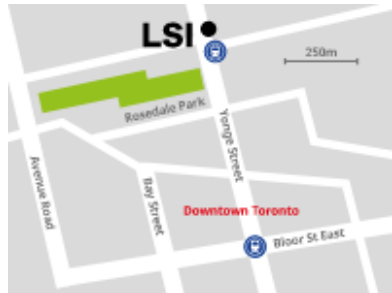 LSI
250m
Rosedale Park
Yonge Street
Avenue Road
Bay Street
Downtown Toronto
Bloor St East